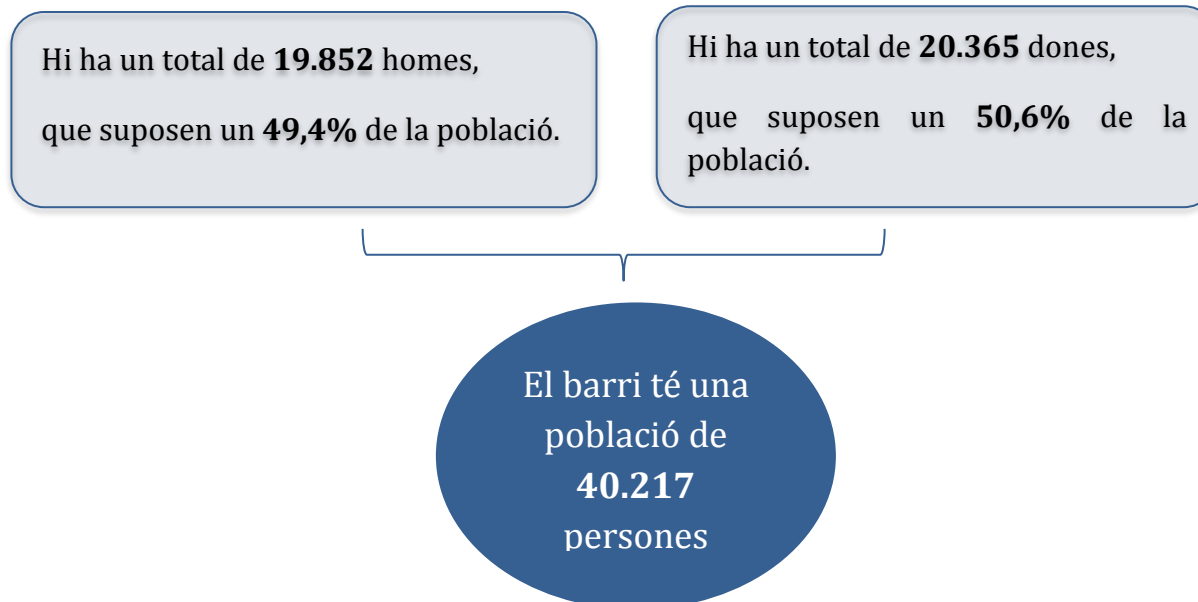 Hi ha un total de 19.852 homes,
que suposen un 49,4% de la població.
Hi ha un total de 20.365 dones,
que suposen un 50,6% de la
població.
El barri té una
població de
40.217
persones